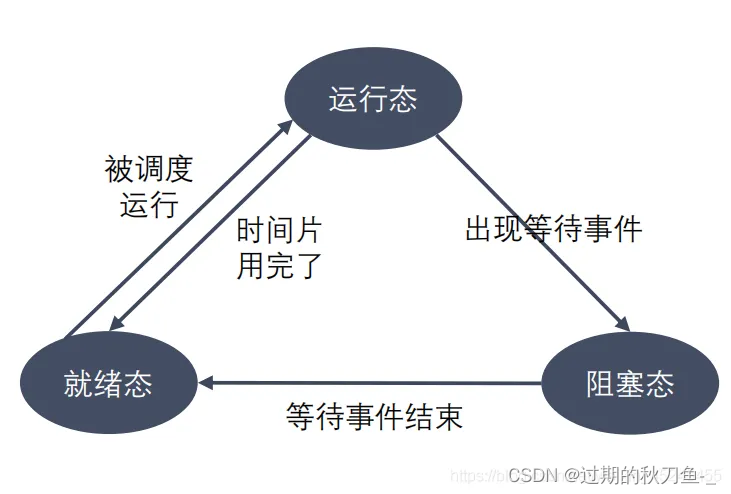 运行态
被调度
运行
时间片
用完了
出现等待事件
就绪态
阻塞态
等待事件结束
CSDN @过期的秋刀鱼-_